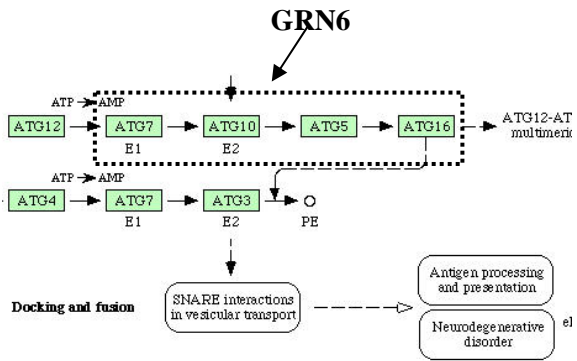 GRN6
ATP AMP
ATG12 ATG7 ATG10 ATG5 ATG16
ATG12-AT
multimeric
E1 E2
ATP AMP
ATG4 ATG7 ATG3
E1 E2 PE
Docking and fusion
SNARE interactions
in vesicular transport
Antigen processing
and presentation
Neurodegenerative
disorder